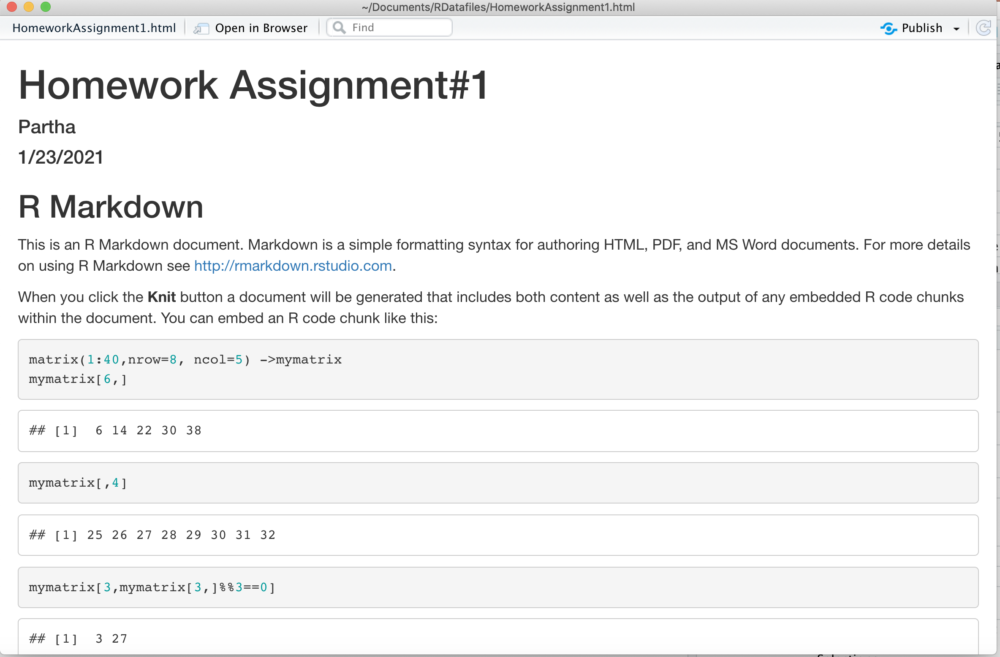 ~/Documents/RDatafiles/HomeworkAssignment1.html
HomeworkAssignment1.html Open in Browser Find Publish
Homework Assignment#1
Partha
1/23/2021
R Markdown
This is an R Markdown document. Markdown is a simple formatting syntax for authoring HTML, PDF, and MS Word documents. For more details
on using R Markdown see http://rmarkdown.rstudio.com.
When you click the Knit button a document will be generated that includes both content as well as the output of any embedded R code chunks
within the document. You can embed an R code chunk like this:
matrix(1:40,nrow=8, ncol=5) ->mymatrix
mymatrix[6,]
## [1]  6 14 22 30 38
mymatrix[,4]
## [1] 25 26 27 28 29 30 31 32
mymatrix[3,mymatrix[3,]%%3==0]
## [1]  3 27